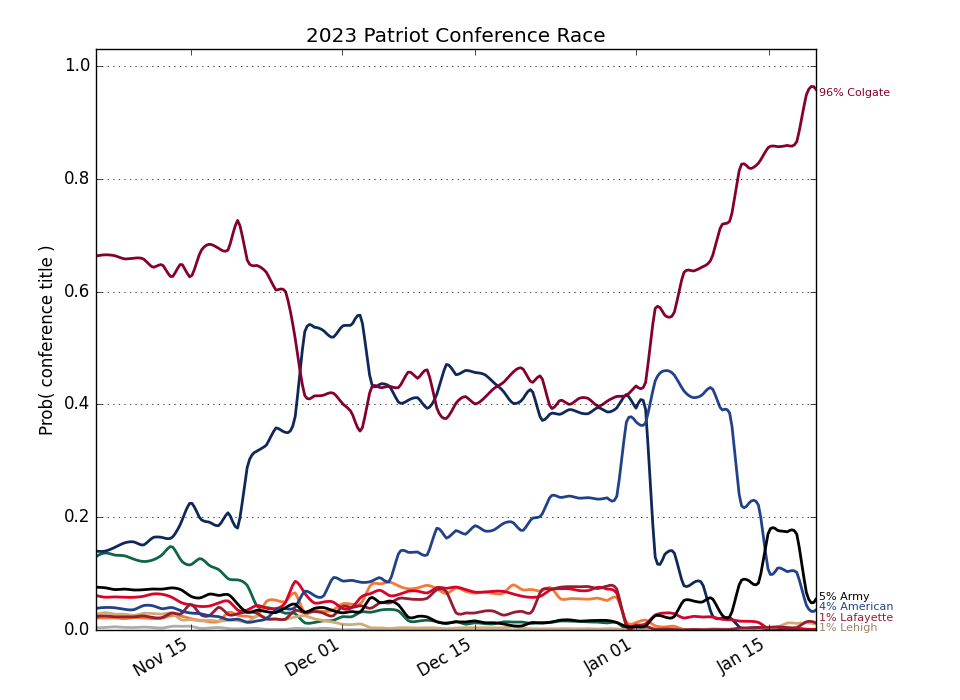 2023 Patriot Conference Race
Prob( conference title )
1.0
0.8
0.6
0.4
0.2
0.0
Nov 15
Dec 01
Dec 15
Jan 01
Jan 15
96% Colgate
5% Army
4% American
1% Lafayette
1% Lehigh